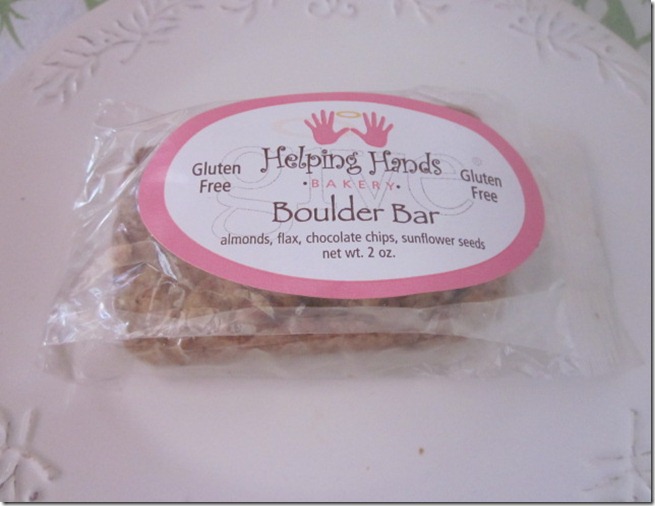 Helping Hands
give®
• BAKERY •
Gluten
Free
Gluten
Free
Boulder Bar
almonds, flax, chocolate chips, sunflower seeds
net wt. 2 oz.